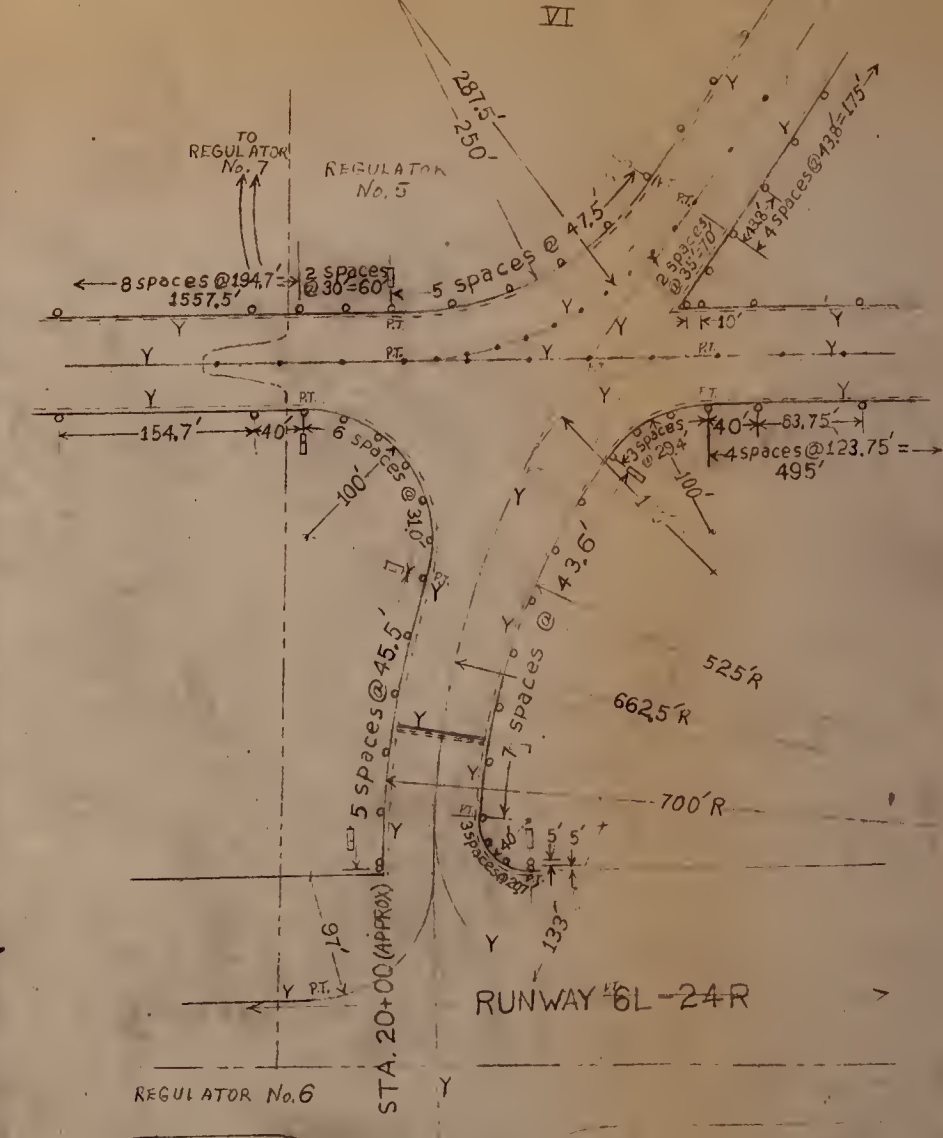 VI
287.5'
250'
TO
REGULATOR
No. 7
REGULATOR
No. 5
8 spaces @194.7'
1557.5'
2 spaces
@30'=60'
5 spaces @ 47.5'
P.T.
2 spaces
@35'=70'
43.8'
4 spaces@43.8'=175'
Y
Y
Y
Y
Y
P.T.
Y
10'
Y
Y
P.T.
Y
P.T.
P.T.
Y
Y
P.T.
Y
P.T.
Y
154.7'
40'
6 spaces @ 31.0'
100'
3 spaces
@ 29.4'
40'
83.75'
4 spaces@123.75'=
495'
100'
Y
P.T.
Y
Y
Y
5 spaces @ 45.5'
7 spaces @ 43.6'
525'R
662.5'R
700'R
Y
Y
Y
3 spaces@20.7'
5'
5'
97'
133'
Y
Y
P.T.
STA. 20+00 (APPROX)
RUNWAY 6L-24R
REGULATOR No. 6
Y